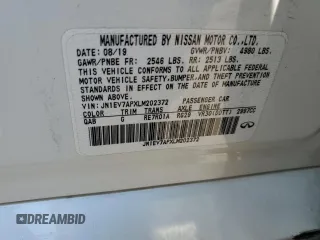 MANUFACTURED BY NISSAN MOTOR CO.,LTD.
DATE 08/19 GVWR/PNBV: 4980 LBS.
GAWR/PNBE FR: 2546 LBS. RR: 2513 LBS.
THIS VEHICLE CONFORMS TO ALL APPLICABLE
FEDERAL MOTOR VEHICLE SAFETY, BUMPER, AND THEFT PREVENTION
STANDARDS IN EFFECT ON THE DATE OF MANUFACTURE SHOWN ABOVE.
VIN: JN1EV7APXLM202372 PASSENGER CAR
COLOR TRIM TRANS AXLE ENGINE
QAB G RE7R01A
JN1EV7APXLM202372
DREAMBID